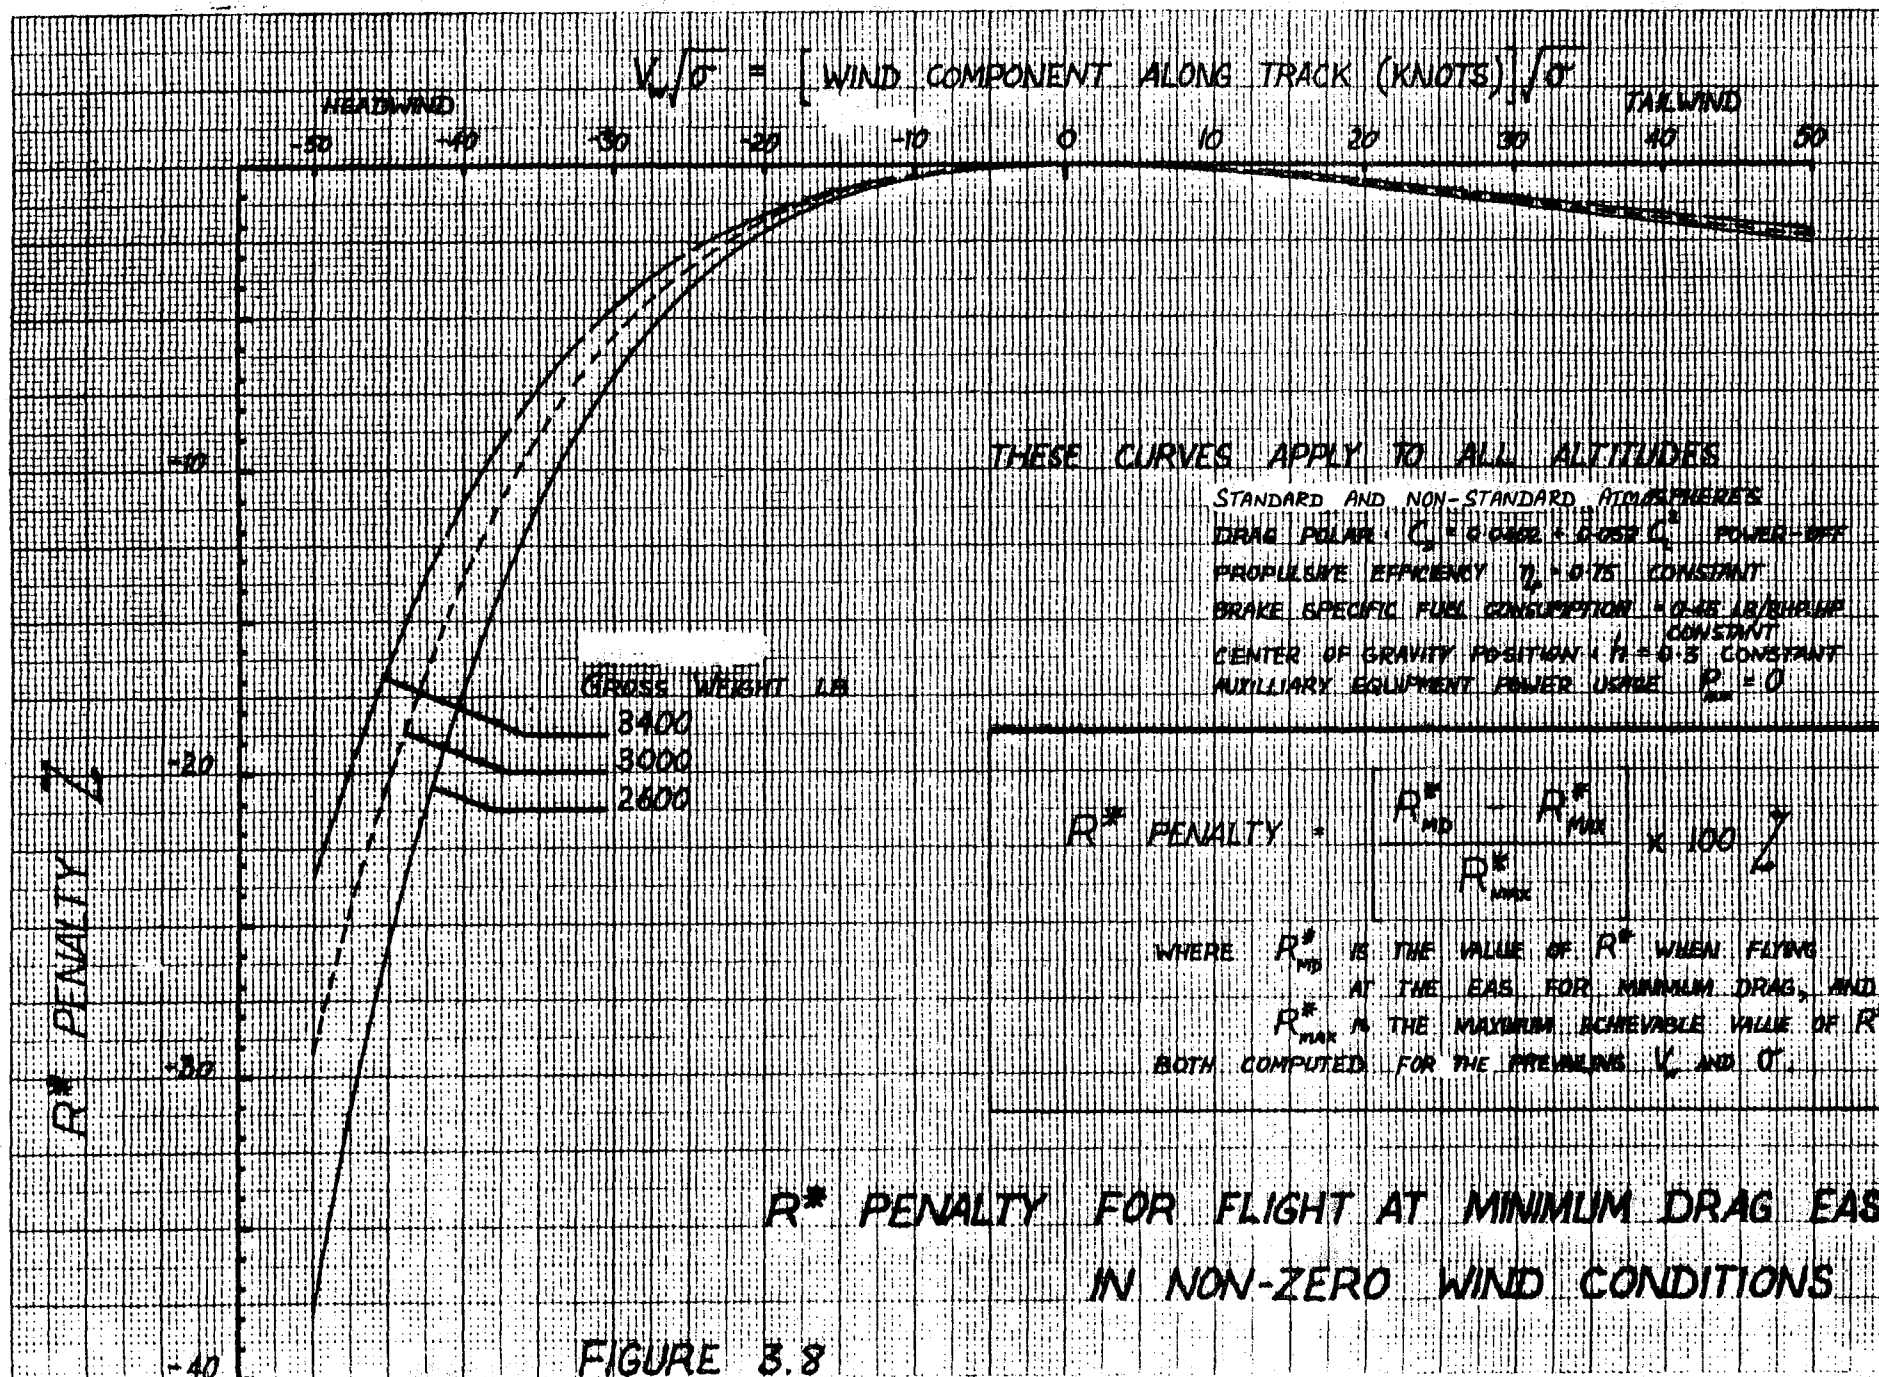 V_w√σ = [WIND COMPONENT ALONG TRACK (KNOTS)]√σ
HEADWIND TAILWIND
-50 -40 -30 -20 -10 0 10 20 30 40 50
-10
-20
-30
-40
R* PENALTY %
THESE CURVES APPLY TO ALL ALTITUDES
STANDARD AND NON-STANDARD ATMOSPHERES
DRAG POLAR : POWER-OFF
PROPULSIVE EFFICIENCY η_p = 0.75 CONSTANT
BRAKE SPECIFIC FUEL CONSUMPTION
CONSTANT
CENTER OF GRAVITY POSITION : h = 0.3 CONSTANT
AUXILLIARY EQUIPMENT POWER USAGE = 0
GROSS WEIGHT LB
3400
3000
2600
R* PENALTY = [R*_MD - R*_MAX / R*_MAX] x 100 %
WHERE R*_MD IS THE VALUE OF R* WHEN FLYING
AT THE EAS FOR MINIMUM DRAG, AND
R*_MAX IS THE MAXIMUM ACHIEVABLE VALUE OF R*
BOTH COMPUTED FOR THE PREVAILING V_w AND σ.
R* PENALTY FOR FLIGHT AT MINIMUM DRAG EAS
IN NON-ZERO WIND CONDITIONS
FIGURE 3.8